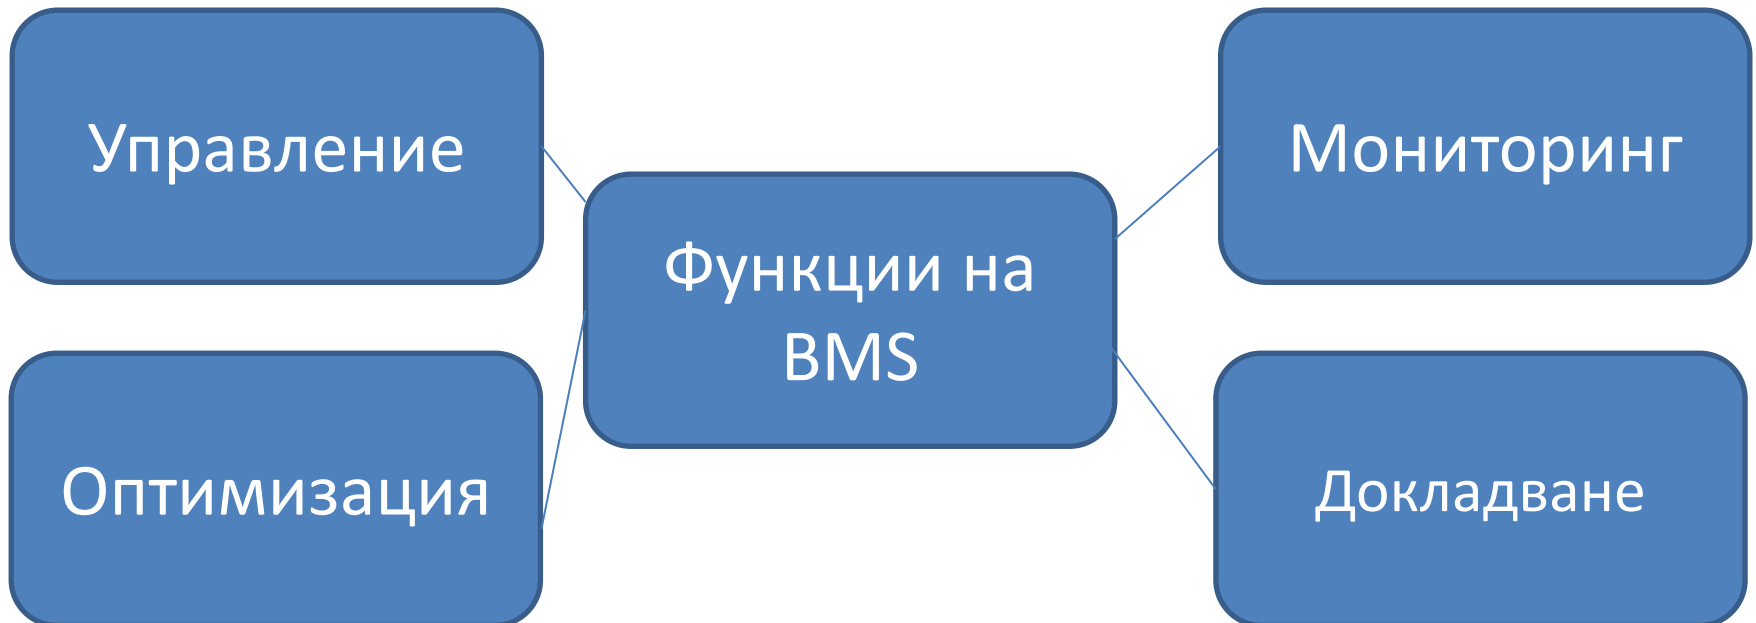 Управление
Мониторинг
Функции на
BMS
Оптимизация
Докладване